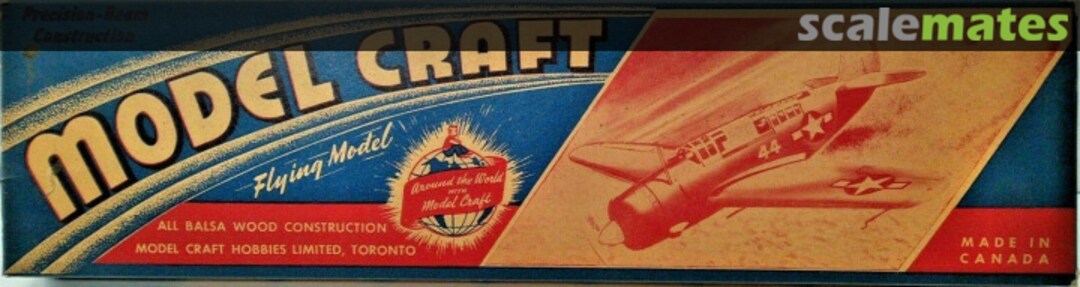 scalemates
Precision-Beam
Construction
MODEL CRAFT
Flying Model
Around the World
WITH
Model Craft
44
ALL BALSA WOOD CONSTRUCTION
MODEL CRAFT HOBBIES LIMITED, TORONTO
MADE IN
CANADA